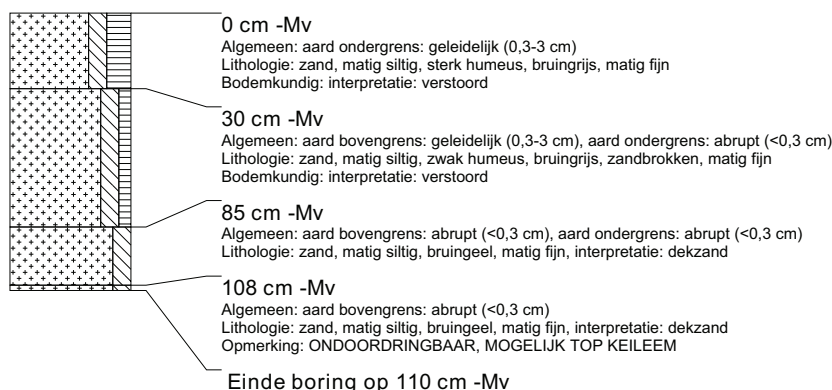 0 cm -Mv
Algemeen: aard ondergrens: geleidelijk (0,3-3 cm)
Lithologie: zand, matig siltig, sterk humeus, bruingrijs, matig fijn
Bodemkundig: interpretatie: verstoord
30 cm -Mv
Algemeen: aard bovengrens: geleidelijk (0,3-3 cm), aard ondergrens: abrupt (<0,3 cm)
Lithologie: zand, matig siltig, zwak humeus, bruingrijs, zandbrokken, matig fijn
Bodemkundig: interpretatie: verstoord
85 cm -Mv
Algemeen: aard bovengrens: abrupt (<0,3 cm), aard ondergrens: abrupt (<0,3 cm)
Lithologie: zand, matig siltig, bruingeel, matig fijn, interpretatie: dekzand
108 cm -Mv
Algemeen: aard bovengrens: abrupt (<0,3 cm)
Lithologie: zand, matig siltig, bruingeel, matig fijn, interpretatie: dekzand
Opmerking: ONDOORDRINGBAAR, MOGELIJK TOP KEILEEM
Einde boring op 110 cm -Mv